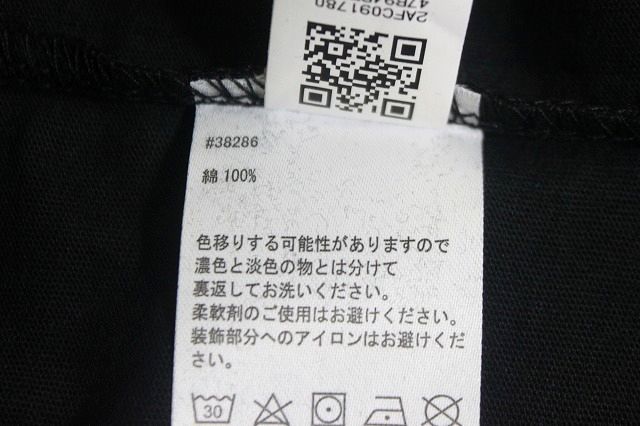 2AFC091780
#38286
綿 100%
色移りする可能性がありますので
濃色と淡色の物とは分けて
裏返してお洗いください。
柔軟剤のご使用はお避けください。
装飾部分へのアイロンはお避けくだ
さい。
30